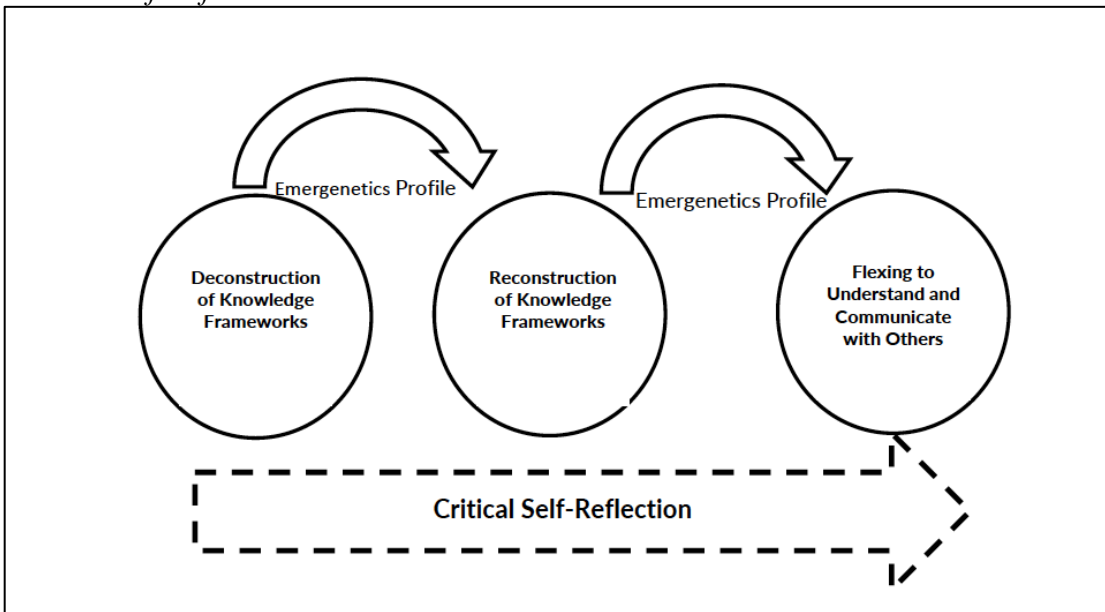 Emergenetics Profile
Emergenetics Profile
Deconstruction
of Knowledge
Frameworks
Reconstruction
of Knowledge
Frameworks
Flexing to
Understand and
Communicate
with Others
Critical Self-Reflection